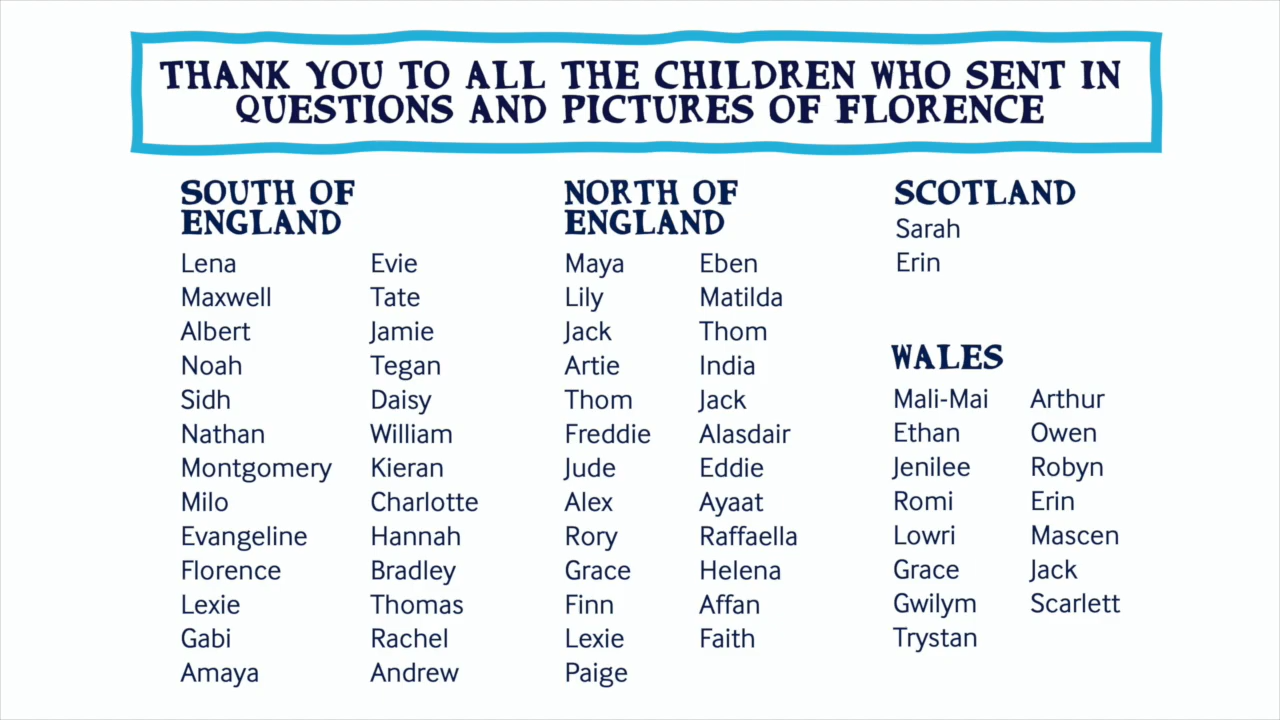 THANK YOU TO ALL THE CHILDREN WHO SENT IN
QUESTIONS AND PICTURES OF FLORENCE
SOUTH OF
ENGLAND
Lena
Maxwell
Albert
Noah
Sidh
Nathan
Montgomery
Milo
Evangeline
Florence
Lexie
Gabi
Amaya
Evie
Tate
Jamie
Tegan
Daisy
William
Kieran
Charlotte
Hannah
Bradley
Thomas
Rachel
Andrew
NORTH OF
ENGLAND
Maya
Lily
Jack
Artie
Thom
Freddie
Jude
Alex
Rory
Grace
Finn
Lexie
Paige
Eben
Matilda
Thom
India
Jack
Alasdair
Eddie
Ayaat
Raffaella
Helena
Affan
Faith
SCOTLAND
Sarah
Erin
WALES
Mali-Mai
Ethan
Jenilee
Romi
Lowri
Grace
Gwilym
Trystan
Arthur
Owen
Robyn
Erin
Mascen
Jack
Scarlett